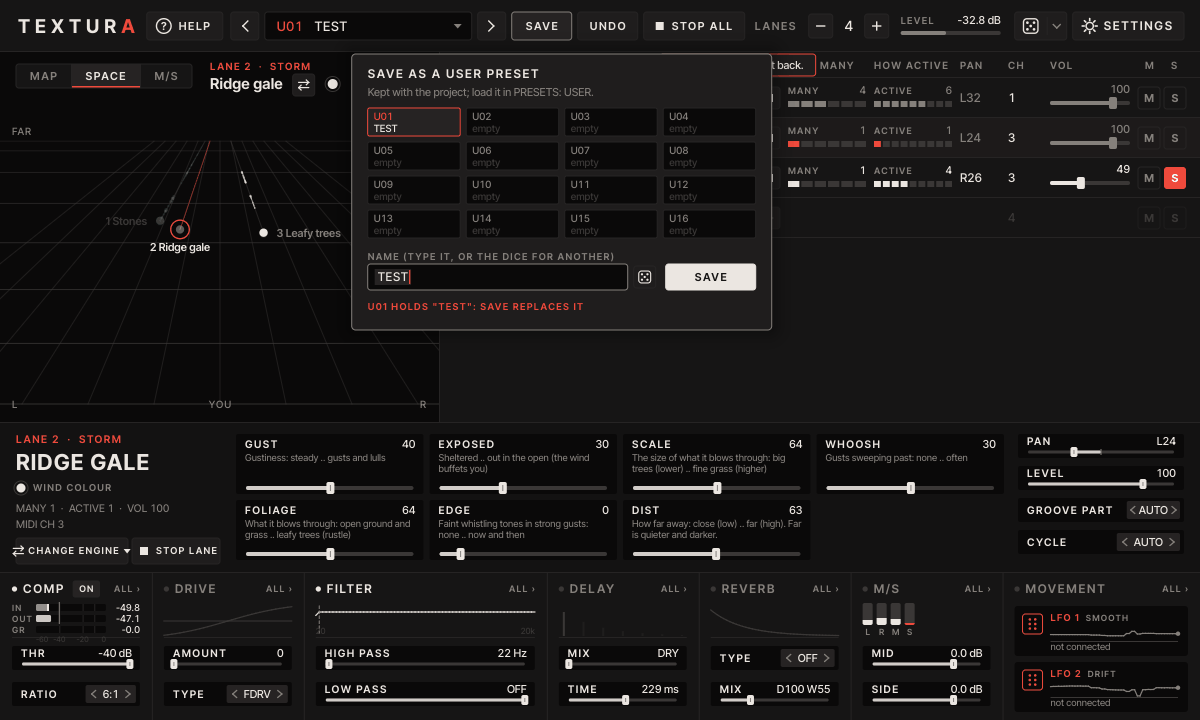 TEXTURA
HELP
U01 TEST
SAVE
UNDO
STOP ALL
LANES
4
LEVEL -32.8 dB
SETTINGS
MAP
SPACE
M/S
LANE 2 · STORM
Ridge gale
FAR
1 Stones
2 Ridge gale
3 Leafy trees
L
YOU
R
SAVE AS A USER PRESET
Kept with the project; load it in PRESETS: USER.
U01
TEST
U02
empty
U03
empty
U04
empty
U05
empty
U06
empty
U07
empty
U08
empty
U09
empty
U10
empty
U11
empty
U12
empty
U13
empty
U14
empty
U15
empty
U16
empty
NAME (TYPE IT, OR THE DICE FOR ANOTHER)
TEST
SAVE
U01 HOLDS "TEST": SAVE REPLACES IT
back.
MANY
HOW ACTIVE
PAN
CH
VOL
M
S
MANY 4
ACTIVE 6
L32
1
100
M
S
MANY 1
ACTIVE 1
L24
3
100
M
S
MANY 1
ACTIVE 4
R26
3
49
M
S
4
M
S
LANE 2 · STORM
RIDGE GALE
WIND COLOUR
MANY 1 · ACTIVE 1 · VOL 100
MIDI CH 3
CHANGE ENGINE
STOP LANE
GUST 40
Gustiness: steady .. gusts and lulls
EXPOSED 30
Sheltered .. out in the open (the wind
buffets you)
SCALE 64
The size of what it blows through: big
trees (lower) .. fine grass (higher)
WHOOSH 30
Gusts sweeping past: none .. often
FOLIAGE 64
What it blows through: open ground and
grass .. leafy trees (rustle)
EDGE 0
Faint whistling tones in strong gusts:
none .. now and then
DIST 63
How far away: close (low) .. far (high). Far
is quieter and darker.
PAN L24
LEVEL 100
GROOVE PART AUTO
CYCLE AUTO
COMP ON ALL ›
IN -49.8
OUT -47.1
GR -0.0
-60 -40 -20 0
THR -40 dB
RATIO 6:1
DRIVE ALL ›
AMOUNT 0
TYPE FDRV
FILTER ALL ›
20 20k
HIGH PASS 22 Hz
LOW PASS OFF
DELAY ALL ›
MIX DRY
TIME 229 ms
REVERB ALL ›
TYPE OFF
MIX D100 W55
M/S ALL ›
L R M S
MID 0.0 dB
SIDE 0.0 dB
MOVEMENT ALL ›
LFO 1 SMOOTH
not connected
LFO 2 DRIFT
not connected